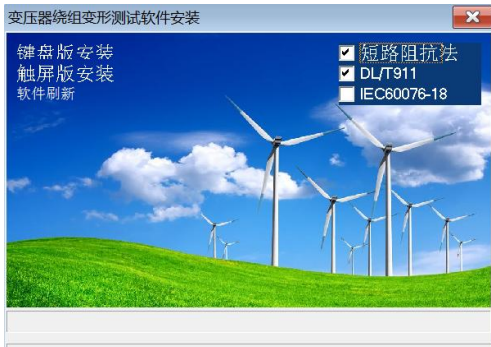 变压器绕组变形测试软件安装
键盘版安装
触屏版安装
软件刷新
短路阻抗法
DL/T911
IEC60076-18